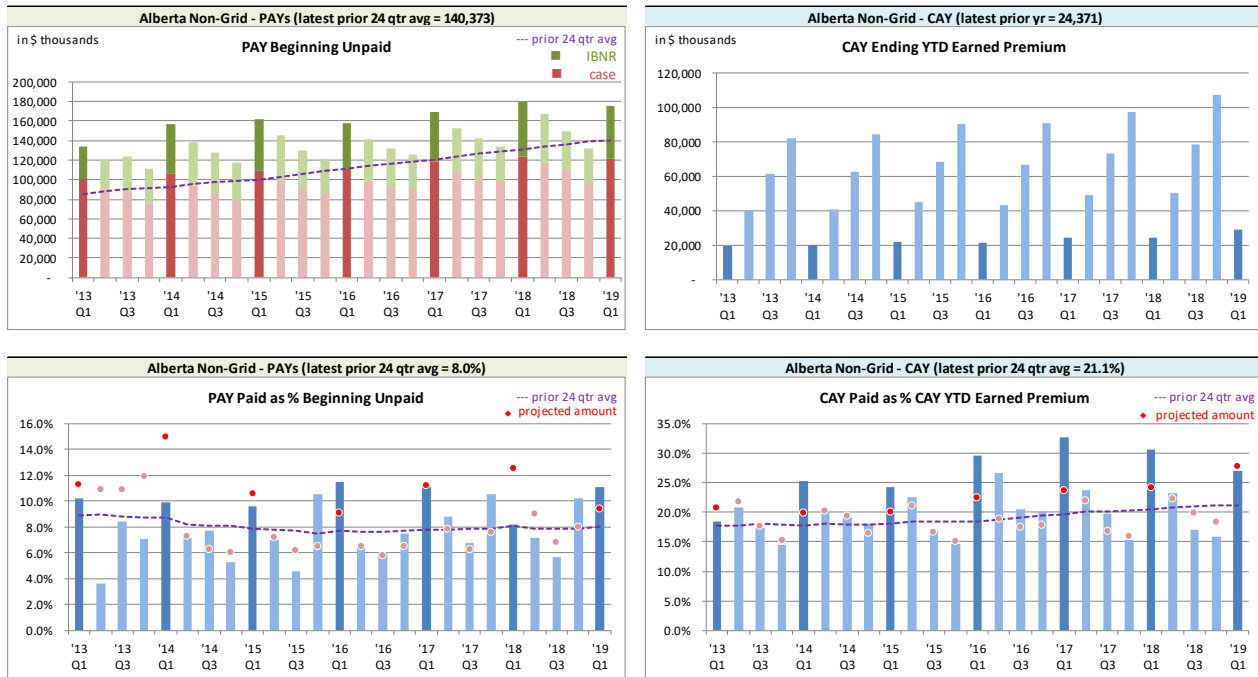 Alberta Non-Grid - PAYs (latest prior 24 qtr avg = 140,373)
in $ thousands
PAY Beginning Unpaid
--- prior 24 qtr avg
IBNR
case
200,000
180,000
160,000
140,000
120,000
100,000
80,000
60,000
40,000
20,000
-
'13 '13 '14 '14 '15 '15 '16 '16 '17 '17 '18 '18 '19
Q1 Q3 Q1 Q3 Q1 Q3 Q1 Q3 Q1 Q3 Q1 Q3 Q1
Alberta Non-Grid - CAY (latest prior yr = 24,371)
in $ thousands
CAY Ending YTD Earned Premium
120,000
100,000
80,000
60,000
40,000
20,000
-
'13 '13 '14 '14 '15 '15 '16 '16 '17 '17 '18 '18 '19
Q1 Q3 Q1 Q3 Q1 Q3 Q1 Q3 Q1 Q3 Q1 Q3 Q1
Alberta Non-Grid - PAYs (latest prior 24 qtr avg = 8.0%)
PAY Paid as % Beginning Unpaid
--- prior 24 qtr avg
projected amount
16.0%
14.0%
12.0%
10.0%
8.0%
6.0%
4.0%
2.0%
0.0%
'13 '13 '14 '14 '15 '15 '16 '16 '17 '17 '18 '18 '19
Q1 Q3 Q1 Q3 Q1 Q3 Q1 Q3 Q1 Q3 Q1 Q3 Q1
Alberta Non-Grid - CAY (latest prior 24 qtr avg = 21.1%)
CAY Paid as % CAY YTD Earned Premium
--- prior 24 qtr avg
projected amount
35.0%
30.0%
25.0%
20.0%
15.0%
10.0%
5.0%
0.0%
'13 '13 '14 '14 '15 '15 '16 '16 '17 '17 '18 '18 '19
Q1 Q3 Q1 Q3 Q1 Q3 Q1 Q3 Q1 Q3 Q1 Q3 Q1